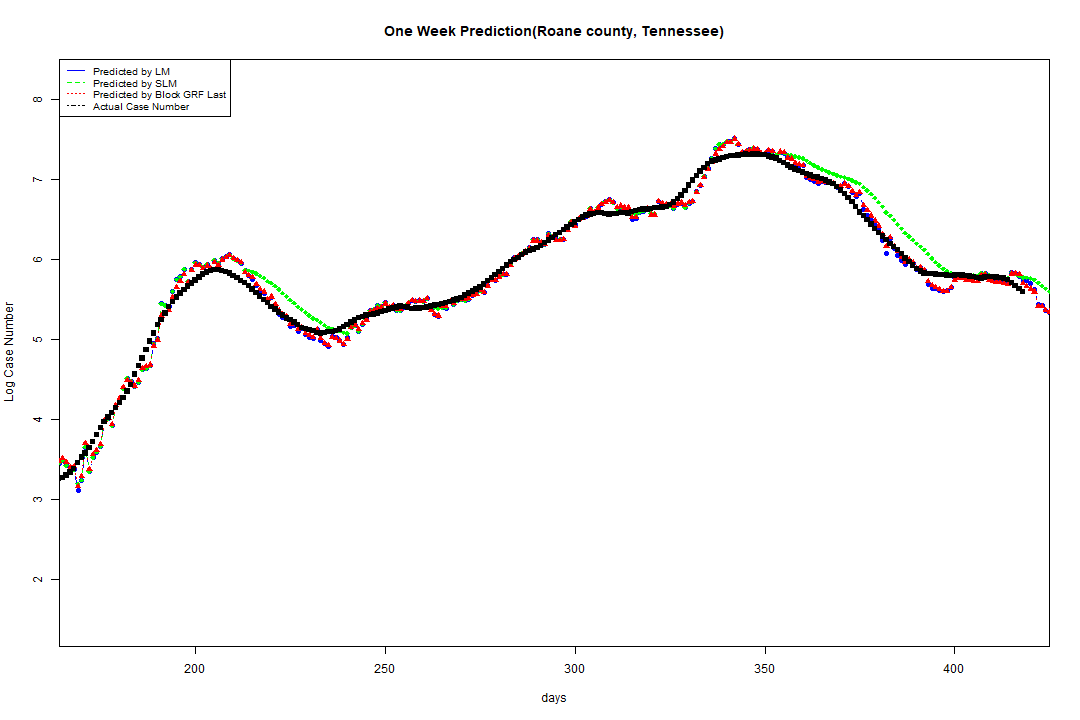 One Week Prediction(Roane county, Tennessee)
Predicted by LM
Predicted by SLM
Predicted by Block GRF Last
Actual Case Number
8
7
6
5
4
3
2
Log Case Number
200 250 300 350 400
days